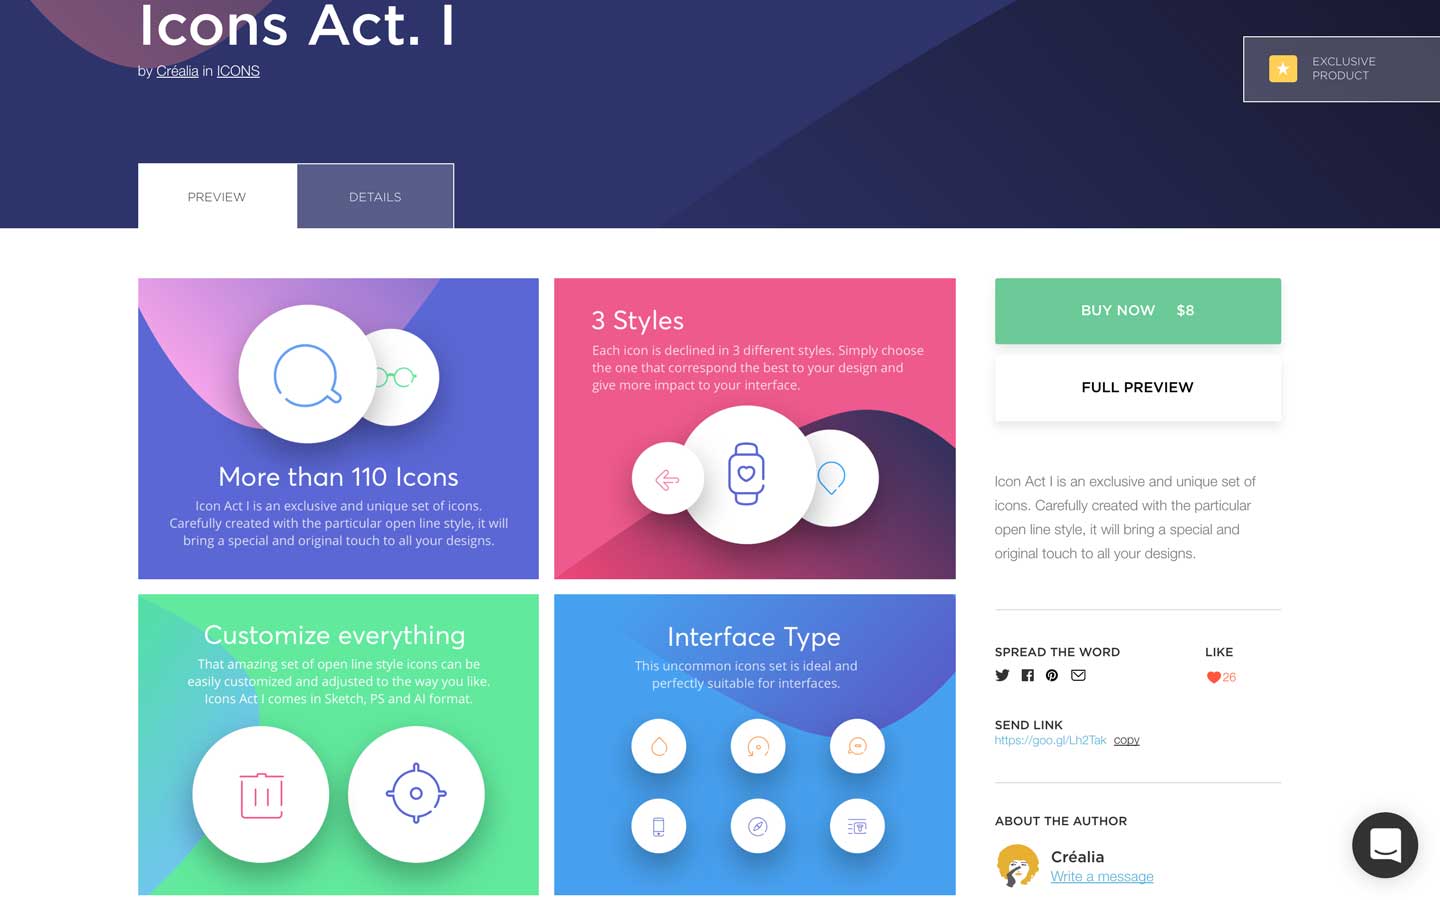 Icons Act. I
by Créalia in ICONS
EXCLUSIVE
PRODUCT
PREVIEW
DETAILS
More than 110 Icons
Icon Act I is an exclusive and unique set of icons.
Carefully created with the particular open line style, it will
bring a special and original touch to all your designs.
3 Styles
Each icon is declined in 3 different styles. Simply choose
the one that correspond the best to your design and
give more impact to your interface.
Customize everything
That amazing set of open line style icons can be
easily customized and adjusted to the way you like.
Icons Act I comes in Sketch, PS and AI format.
Interface Type
This uncommon icons set is ideal and
perfectly suitable for interfaces.
BUY NOW $8
FULL PREVIEW
Icon Act I is an exclusive and unique set of
icons. Carefully created with the particular
open line style, it will bring a special and
original touch to all your designs.
SPREAD THE WORD
LIKE
26
SEND LINK
https://goo.gl/Lh2Tak copy
ABOUT THE AUTHOR
Créalia
Write a message